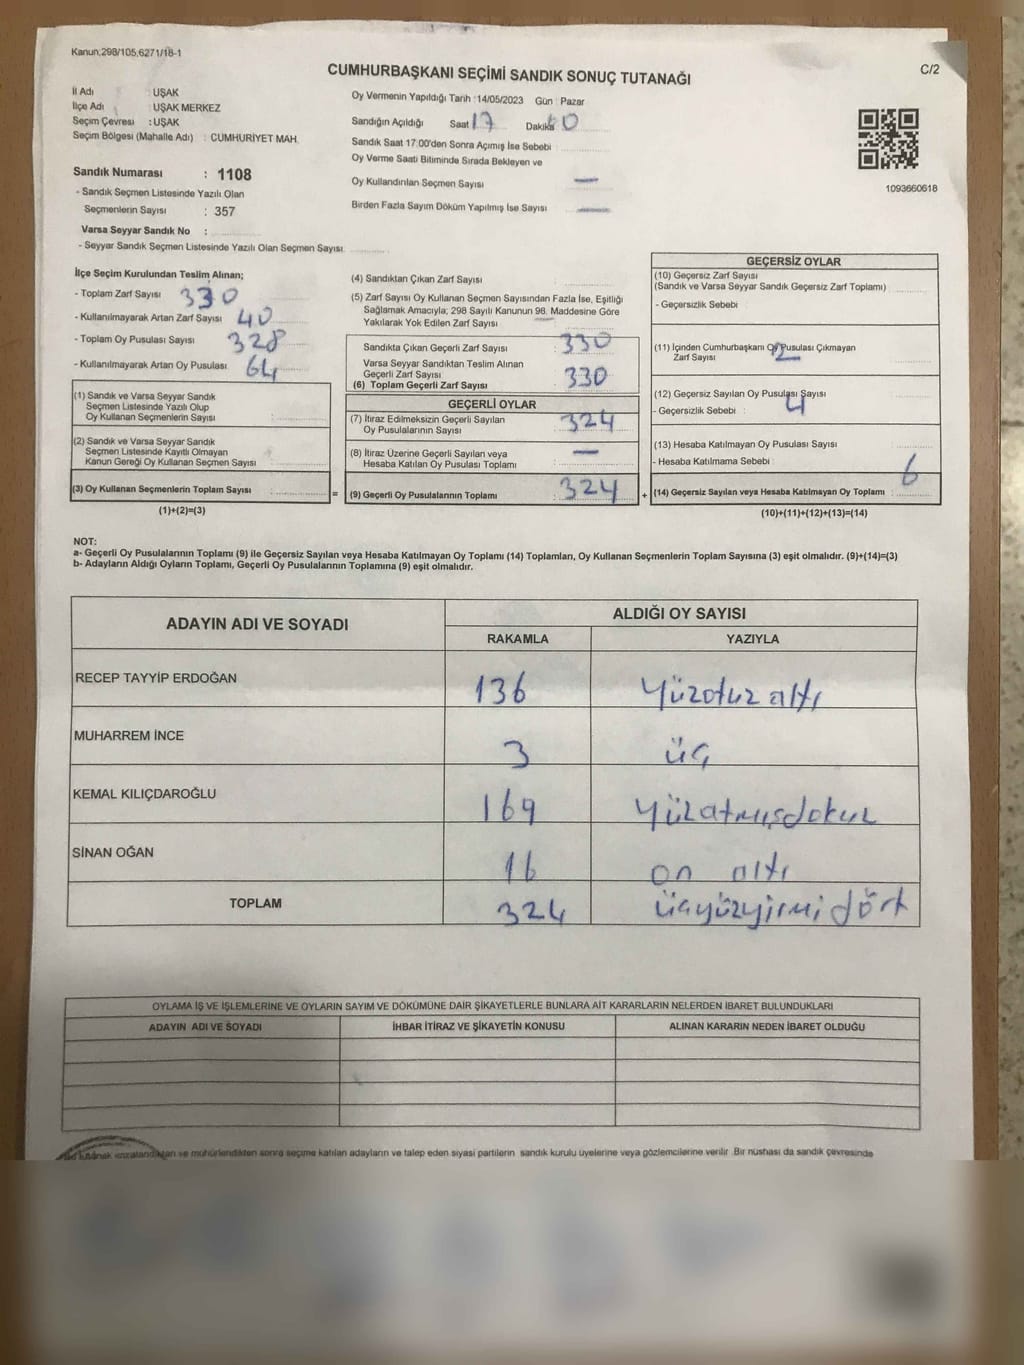 Kanun;298/105,6271/18-1
C/2
CUMHURBAŞKANI SEÇİMİ SANDIK SONUÇ TUTANAĞI
İl Adı : UŞAK
İlçe Adı : UŞAK MERKEZ
Seçim Çevresi : UŞAK
Seçim Bölgesi (Mahalle Adı) : CUMHURİYET MAH.
Sandık Numarası : 1108
- Sandık Seçmen Listesinde Yazılı Olan
Seçmenlerin Sayısı : 357
Varsa Seyyar Sandık No :
- Seyyar Sandık Seçmen Listesinde Yazılı Olan Seçmen Sayısı:
Oy Vermenin Yapıldığı Tarih :14/05/2023 Gün : Pazar
Sandığın Açıldığı Saat 17 Dakika
Sandık Saat 17:00'den Sonra Açımış İse Sebebi :
Oy Verme Saati Bitiminde Sırada Bekleyen ve
Oy Kullandırılan Seçmen Sayısı —
Birden Fazla Sayım Döküm Yapılmış İse Sayısı —
1093660618
İlçe Seçim Kurulundan Teslim Alınan;
- Toplam Zarf Sayısı : 330
- Kullanılmayarak Artan Zarf Sayısı : 40
- Toplam Oy Pusulası Sayısı : 328
- Kullanılmayarak Artan Oy Pusulası : 64
(1) Sandık ve Varsa Seyyar Sandık
Seçmen Listesinde Yazılı Olup
Oy Kullanan Seçmenlerin Sayısı :
(2) Sandık ve Varsa Seyyar Sandık
Seçmen Listesinde Kayıtlı Olmayan
Kanun Gereği Oy Kullanan Seçmen Sayısı :
(3) Oy Kullanan Seçmenlerin Toplam Sayısı :
(1)+(2)=(3)
(4) Sandıktan Çıkan Zarf Sayısı
(5) Zarf Sayısı Oy Kullanan Seçmen Sayısından Fazla İse, Eşitliği
Sağlamak Amacıyla; 298 Sayılı Kanunun 98. Maddesine Göre
Yakılarak Yok Edilen Zarf Sayısı —
Sandıkta Çıkan Geçerli Zarf Sayısı : 330
Varsa Seyyar Sandıktan Teslim Alınan
Geçerli Zarf Sayısı
(6) Toplam Geçerli Zarf Sayısı : 330
GEÇERLİ OYLAR
(7) İtiraz Edilmeksizin Geçerli Sayılan
Oy Pusulalarının Sayısı : 324
(8) İtiraz Üzerine Geçerli Sayılan veya
Hesaba Katılan Oy Pusulası Toplamı : —
= (9) Geçerli Oy Pusulalarının Toplamı : 324 +
GEÇERSİZ OYLAR
(10) Geçersiz Zarf Sayısı
(Sandık ve Varsa Seyyar Sandık Geçersiz Zarf Toplamı) :
- Geçersizlik Sebebi :
(11) İçinden Cumhurbaşkanı Oy Pusulası Çıkmayan
Zarf Sayısı : 2
(12) Geçersiz Sayılan Oy Pusulası Sayısı
- Geçersizlik Sebebi : 4
(13) Hesaba Katılmayan Oy Pusulası Sayısı
- Hesaba Katılmama Sebebi :
(14) Geçersiz Sayılan veya Hesaba Katılmayan Oy Toplamı : 6
(10)+(11)+(12)+(13)=(14)
NOT:
a- Geçerli Oy Pusulalarının Toplamı (9) ile Geçersiz Sayılan veya Hesaba Katılmayan Oy Toplamı (14) Toplamları, Oy Kullanan Seçmenlerin Toplam Sayısına (3) eşit olmalıdır. (9)+(14)=(3)
b- Adayların Aldığı Oyların Toplamı, Geçerli Oy Pusulalarının Toplamına (9) eşit olmalıdır.
ADAYIN ADI VE SOYADI ALDIĞI OY SAYISI
RAKAMLA YAZIYLA
RECEP TAYYİP ERDOĞAN 136 yüzotuz altı
MUHARREM İNCE 3 üç
KEMAL KILIÇDAROĞLU 169 yüzatmışdokuz
SİNAN OĞAN 16 on altı
TOPLAM 324 üçyüzyirmi dört
OYLAMA İŞ VE İŞLEMLERİNE VE OYLARIN SAYIM VE DÖKÜMÜNE DAİR ŞİKAYETLERLE BUNLARA AİT KARARLARIN NELERDEN İBARET BULUNDUKLARI
ADAYIN ADI VE SOYADI İHBAR İTİRAZ VE ŞİKAYETİN KONUSU ALINAN KARARIN NEDEN İBARET OLDUĞU
tutanak imzalandıktan ve mühürlendikten sonra seçime katılan adayların ve talep eden siyasi partilerin sandık kurulu üyelerine veya gözlemcilerine verilir .Bir nüshası da sandık çevresinde